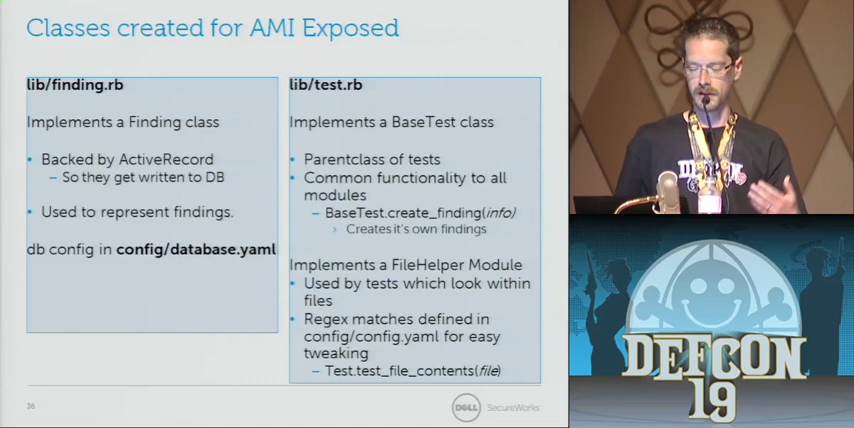 Classes created for AMI Exposed
lib/finding.rb
Implements a Finding class
• Backed by ActiveRecord
– So they get written to DB
• Used to represent findings.
db config in config/database.yaml
lib/test.rb
Implements a BaseTest class
• Parentclass of tests
• Common functionality to all
modules
– BaseTest.create_finding(info)
› Creates it's own findings
Implements a FileHelper Module
• Used by tests which look within
files
• Regex matches defined in
config/config.yaml for easy
tweaking
– Test.test_file_contents(file)
36
DELL SecureWorks
DEFCON
19